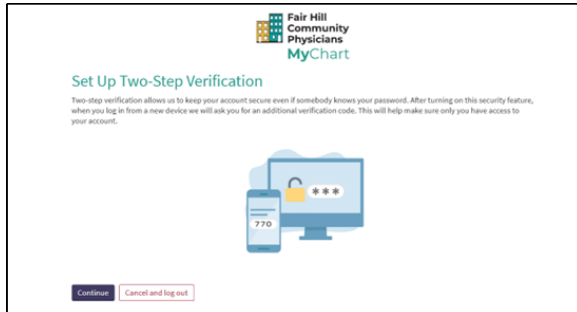 Fair Hill
Community
Physicians
MyChart
Set Up Two-Step Verification
Two-step verification allows us to keep your account secure even if somebody knows your password. After turning on this security feature,
when you log in from a new device we will ask you for an additional verification code. This will help make sure only you have access to
your account.
***
770
Continue
Cancel and log out